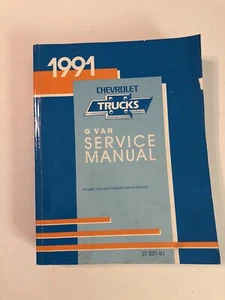 1991
CHEVROLET
TRUCKS
G VAN
SERVICE
MANUAL
ST-331-91